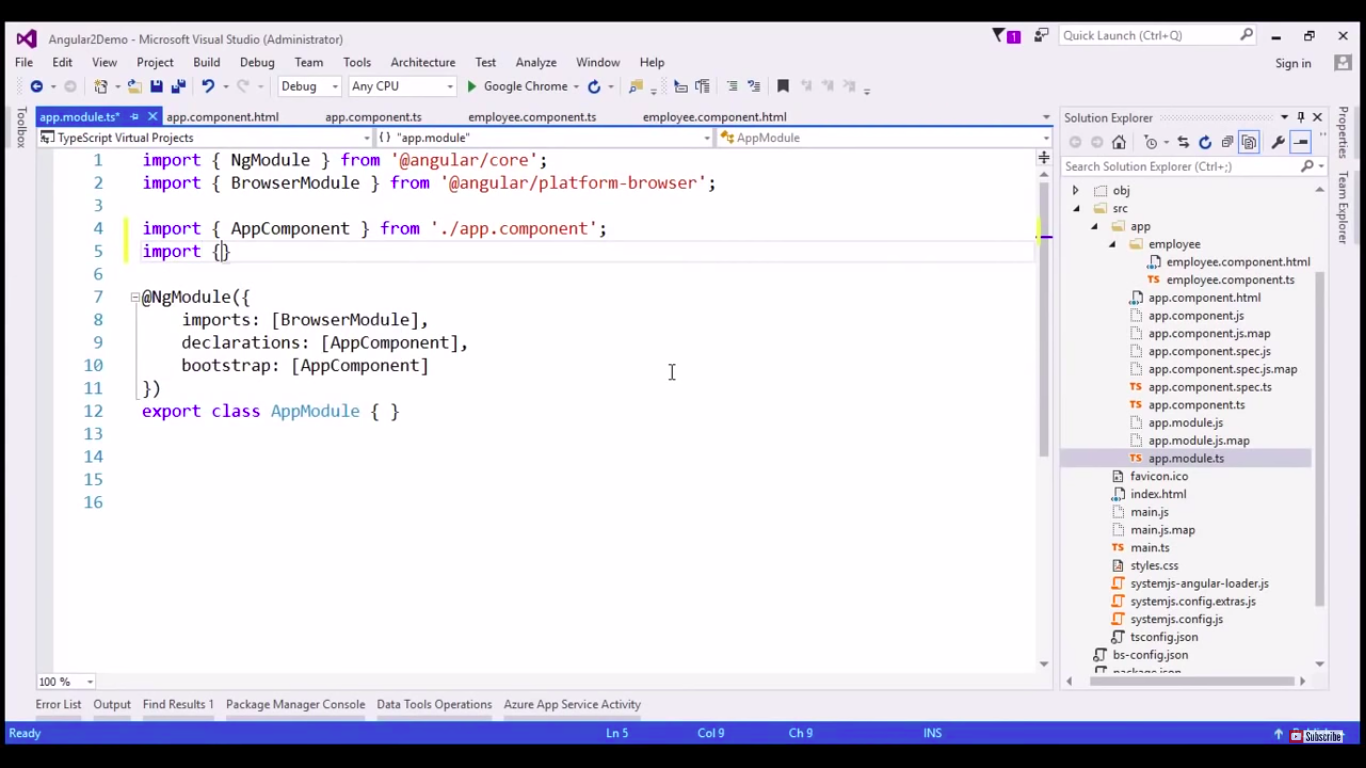 Angular2Demo - Microsoft Visual Studio (Administrator)
1
Quick Launch (Ctrl+Q)
File Edit View Project Build Debug Team Tools Architecture Test Analyze Window Help
Sign in
Debug Any CPU Google Chrome
Toolbox
app.module.ts* app.component.html app.component.ts employee.component.ts employee.component.html
TypeScript Virtual Projects {} "app.module" AppModule
1 import { NgModule } from '@angular/core';
2 import { BrowserModule } from '@angular/platform-browser';
3
4 import { AppComponent } from './app.component';
5 import {}
6
7 @NgModule({
8 imports: [BrowserModule],
9 declarations: [AppComponent],
10 bootstrap: [AppComponent]
11 })
12 export class AppModule { }
13
14
15
16
100 %
Solution Explorer
Search Solution Explorer (Ctrl+;)
obj
src
app
employee
employee.component.html
TS employee.component.ts
app.component.html
app.component.js
app.component.js.map
app.component.spec.js
app.component.spec.js.map
TS app.component.spec.ts
TS app.component.ts
app.module.js
app.module.js.map
TS app.module.ts
favicon.ico
index.html
main.js
main.js.map
TS main.ts
styles.css
systemjs-angular-loader.js
systemjs.config.extras.js
systemjs.config.js
tsconfig.json
bs-config.json
package.json
Properties
Team Explorer
Error List Output Find Results 1 Package Manager Console Data Tools Operations Azure App Service Activity
Ready Ln 5 Col 9 Ch 9 INS
Subscribe